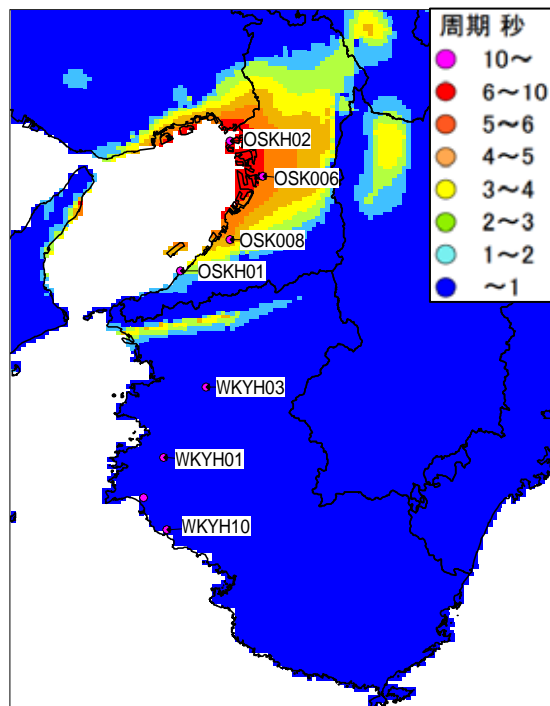 周期 秒
10～
6～10
5～6
4～5
3～4
2～3
1～2
～1
OSKH02
OSK006
OSK008
OSKH01
WKYH03
WKYH01
WKYH10